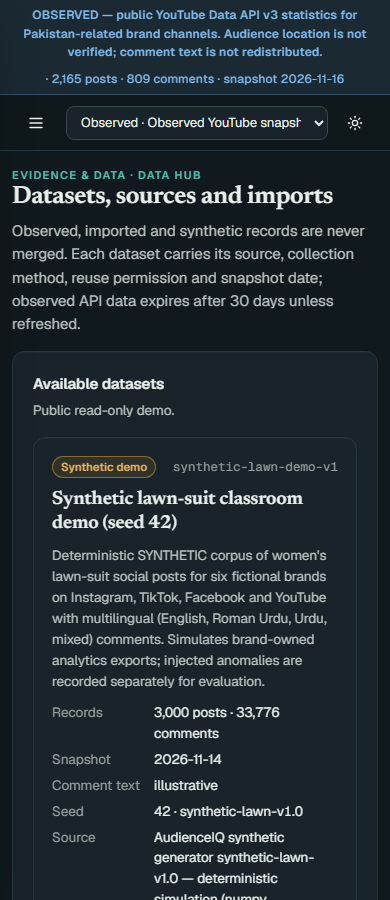 OBSERVED — public YouTube Data API v3 statistics for
Pakistan-related brand channels. Audience location is not
verified; comment text is not redistributed.
· 2,165 posts · 809 comments · snapshot 2026-11-16
Observed · Observed YouTube snapsh
EVIDENCE & DATA · DATA HUB
Datasets, sources and imports
Observed, imported and synthetic records are never
merged. Each dataset carries its source, collection
method, reuse permission and snapshot date;
observed API data expires after 30 days unless
refreshed.
Available datasets
Public read-only demo.
Synthetic demo synthetic-lawn-demo-v1
Synthetic lawn-suit classroom
demo (seed 42)
Deterministic SYNTHETIC corpus of women's
lawn-suit social posts for six fictional brands
on Instagram, TikTok, Facebook and YouTube
with multilingual (English, Roman Urdu, Urdu,
mixed) comments. Simulates brand-owned
analytics exports; injected anomalies are
recorded separately for evaluation.
Records 3,000 posts · 33,776
comments
Snapshot 2026-11-14
Comment text illustrative
Seed 42 · synthetic-lawn-v1.0
Source AudienceIQ synthetic
generator synthetic-lawn-
v1.0 — deterministic
simulation (numpy